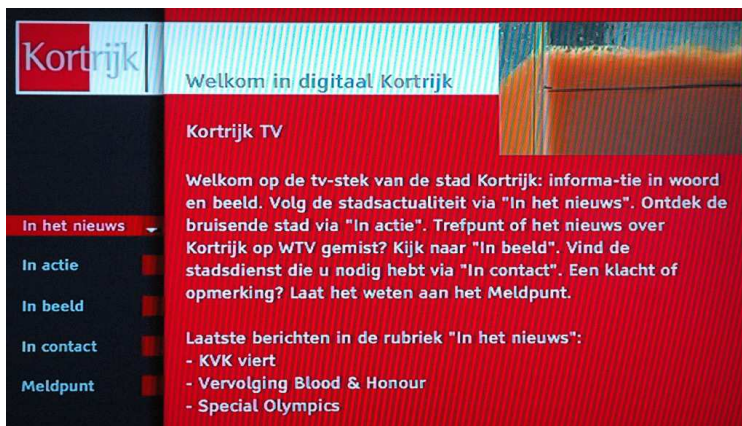 Kortrijk
Welkom in digitaal Kortrijk
Kortrijk TV
Welkom op de tv-stek van de stad Kortrijk: informa-tie in woord
en beeld. Volg de stadsactualiteit via "In het nieuws". Ontdek de
bruisende stad via "In actie". Trefpunt of het nieuws over
Kortrijk op WTV gemist? Kijk naar "In beeld". Vind de
stadsdienst die u nodig hebt via "In contact". Een klacht of
opmerking? Laat het weten aan het Meldpunt.
Laatste berichten in de rubriek "In het nieuws":
- KVK viert
- Vervolging Blood & Honour
- Special Olympics
In het nieuws
In actie
In beeld
In contact
Meldpunt